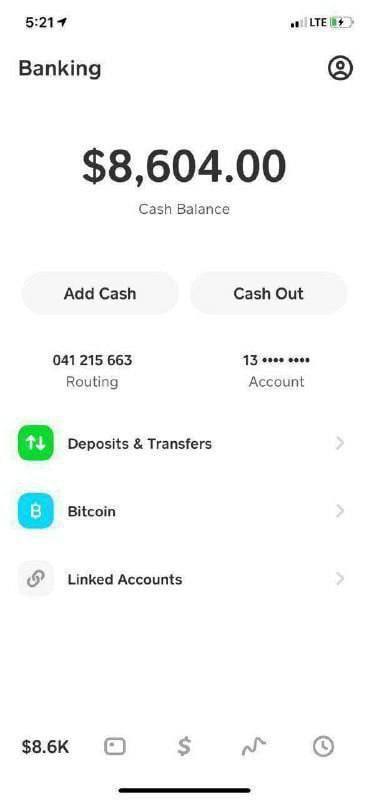 5:21 LTE
Banking
$8,604.00
Cash Balance
Add Cash Cash Out
041 215 663 13 •••• ••••
Routing Account
Deposits & Transfers
Bitcoin
Linked Accounts
$8.6K